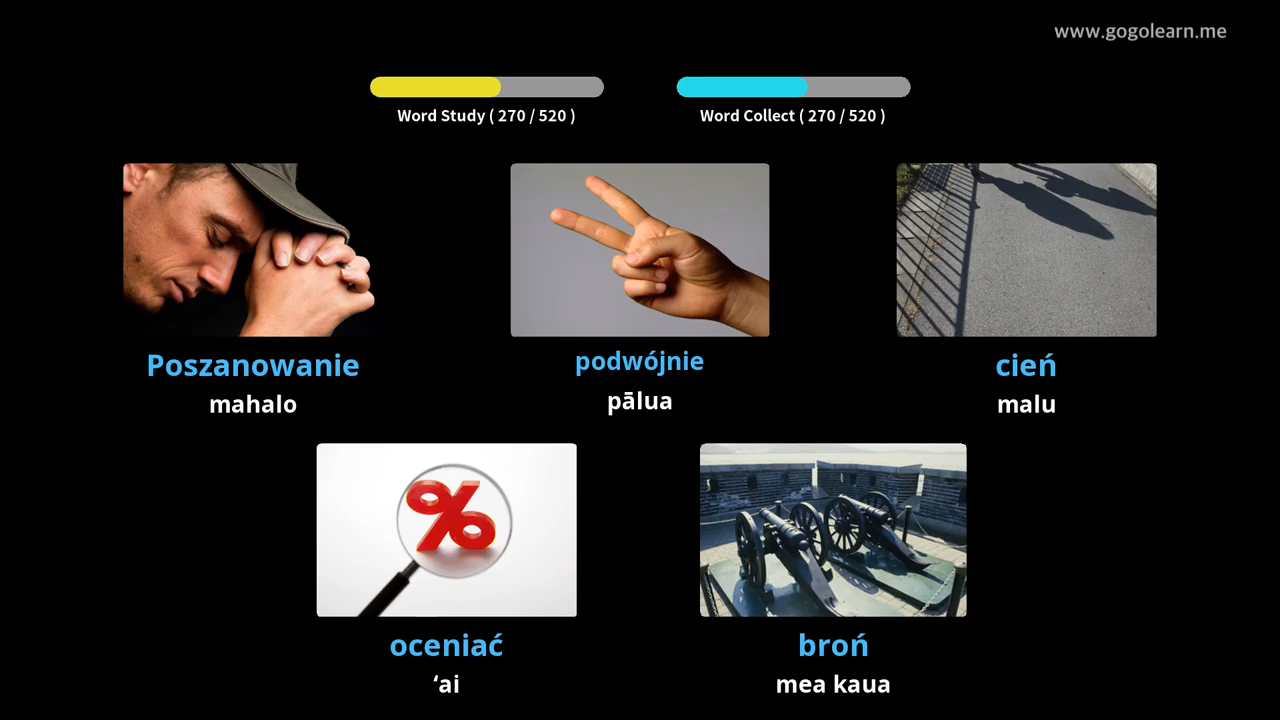 www.gogolearn.me
Word Study ( 270 / 520 )
Word Collect ( 270 / 520 )
Poszanowanie
mahalo
podwójnie
pālua
cień
malu
oceniać
ʻai
broń
mea kaua